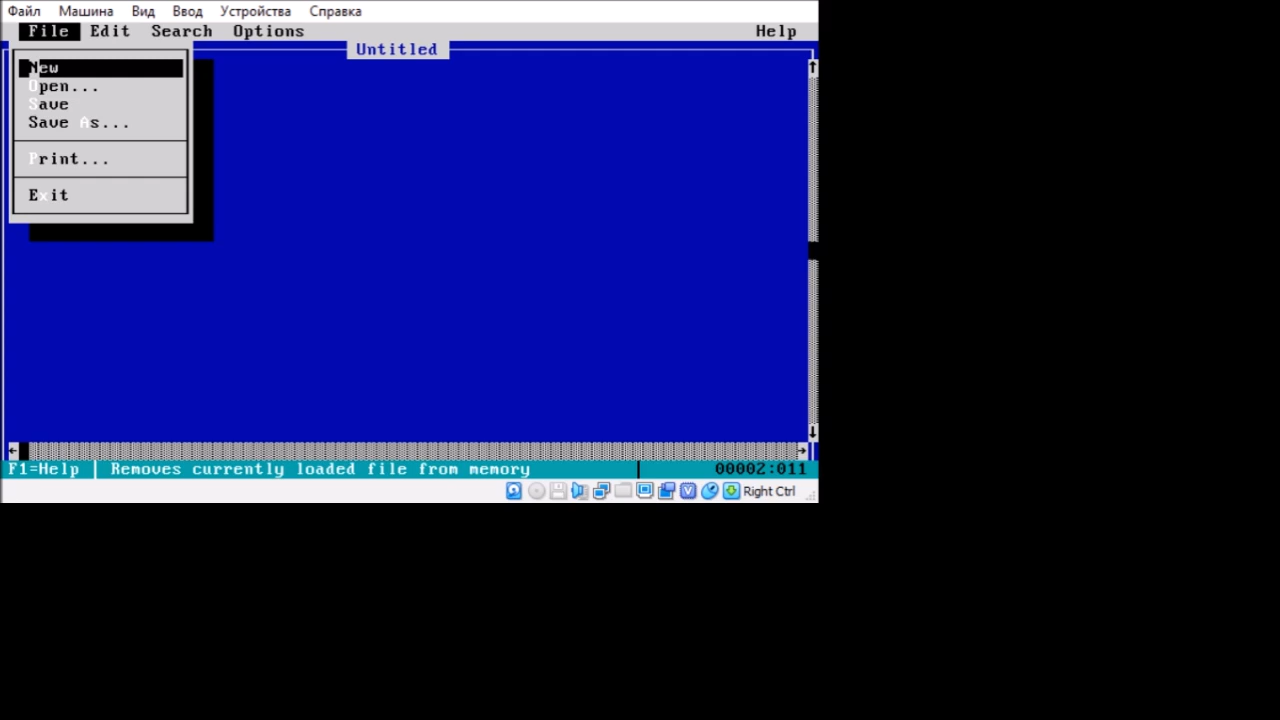 Файл Машина Вид Ввод Устройства Справка
File Edit Search Options Help
Untitled
New
Open...
Save
Save As...
Print...
Exit
F1=Help | Removes currently loaded file from memory 00002:011
Right Ctrl